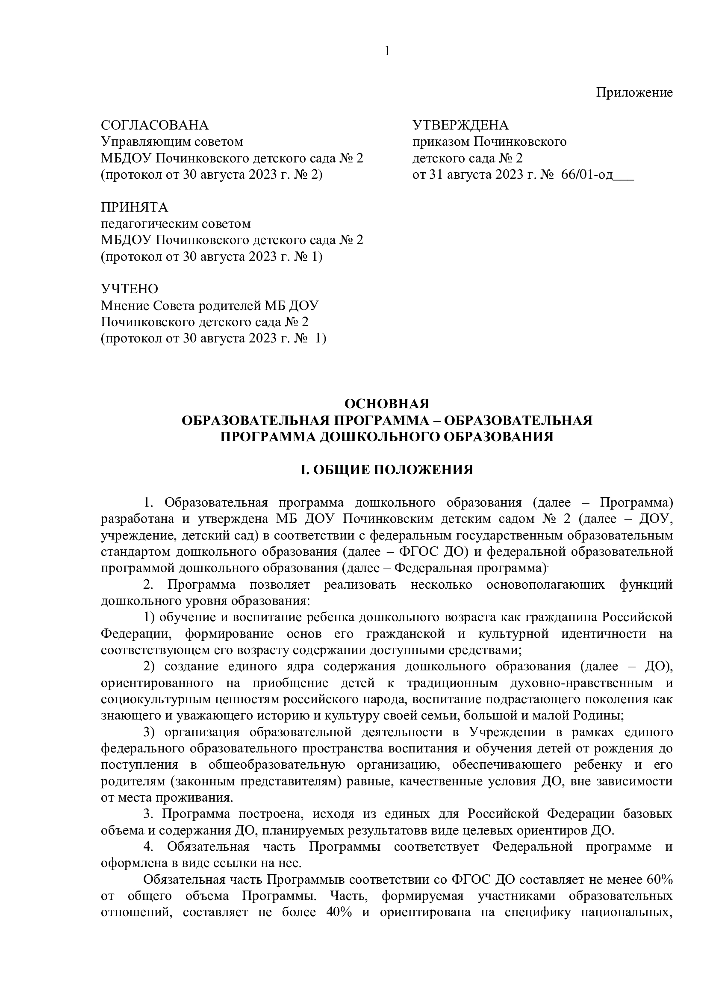 1
Приложение
СОГЛАСОВАНА
Управляющим советом
МБДОУ Починковского детского сада № 2
(протокол от 30 августа 2023 г. № 2)
УТВЕРЖДЕНА
приказом Починковского
детского сада № 2
от 31 августа 2023 г. №  66/01-од___
ПРИНЯТА
педагогическим советом
МБДОУ Починковского детского сада № 2
(протокол от 30 августа 2023 г. № 1)
УЧТЕНО
Мнение Совета родителей МБ ДОУ
Починковского детского сада № 2
(протокол от 30 августа 2023 г. №  1)
ОСНОВНАЯ
ОБРАЗОВАТЕЛЬНАЯ ПРОГРАММА – ОБРАЗОВАТЕЛЬНАЯ
ПРОГРАММА ДОШКОЛЬНОГО ОБРАЗОВАНИЯ
I. ОБЩИЕ ПОЛОЖЕНИЯ
1. Образовательная программа дошкольного образования (далее – Программа)
разработана и утверждена МБ ДОУ Починковским детским садом № 2 (далее – ДОУ,
учреждение, детский сад) в соответствии с федеральным государственным образовательным
стандартом дошкольного образования (далее – ФГОС ДО) и федеральной образовательной
программой дошкольного образования (далее – Федеральная программа).
2. Программа позволяет реализовать несколько основополагающих функций
дошкольного уровня образования:
1) обучение и воспитание ребенка дошкольного возраста как гражданина Российской
Федерации, формирование основ его гражданской и культурной идентичности на
соответствующем его возрасту содержании доступными средствами;
2) создание единого ядра содержания дошкольного образования (далее – ДО),
ориентированного на приобщение детей к традиционным духовно-нравственным и
социокультурным ценностям российского народа, воспитание подрастающего поколения как
знающего и уважающего историю и культуру своей семьи, большой и малой Родины;
3) организация образовательной деятельности в Учреждении в рамках единого
федерального образовательного пространства воспитания и обучения детей от рождения до
поступления в общеобразовательную организацию, обеспечивающего ребенку и его
родителям (законным представителям) равные, качественные условия ДО, вне зависимости
от места проживания.
3. Программа построена, исходя из единых для Российской Федерации базовых
объема и содержания ДО, планируемых результатовв виде целевых ориентиров ДО.
4. Обязательная часть Программы соответствует Федеральной программе и
оформлена в виде ссылки на нее.
Обязательная часть Программыв соответствии со ФГОС ДО составляет не менее 60%
от общего объема Программы. Часть, формируемая участниками образовательных
отношений, составляет не более 40% и ориентирована на специфику национальных,